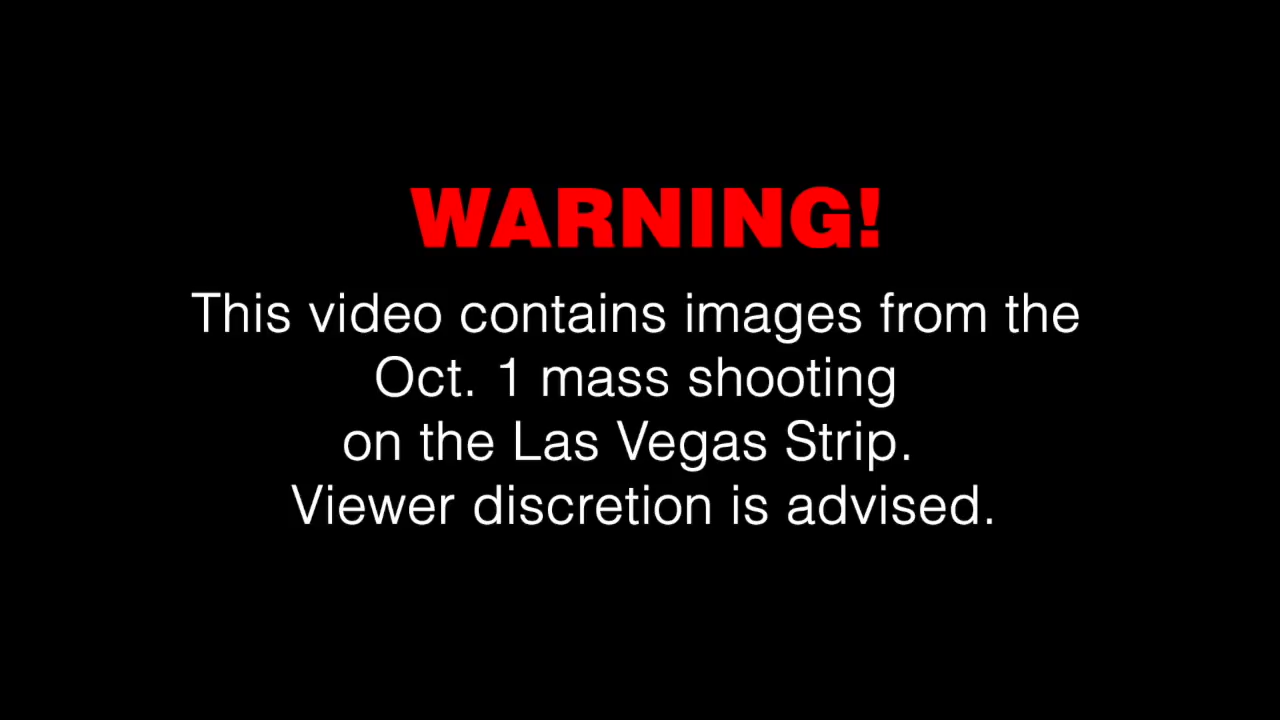 WARNING!
This video contains images from the
Oct. 1 mass shooting
on the Las Vegas Strip.
Viewer discretion is advised.